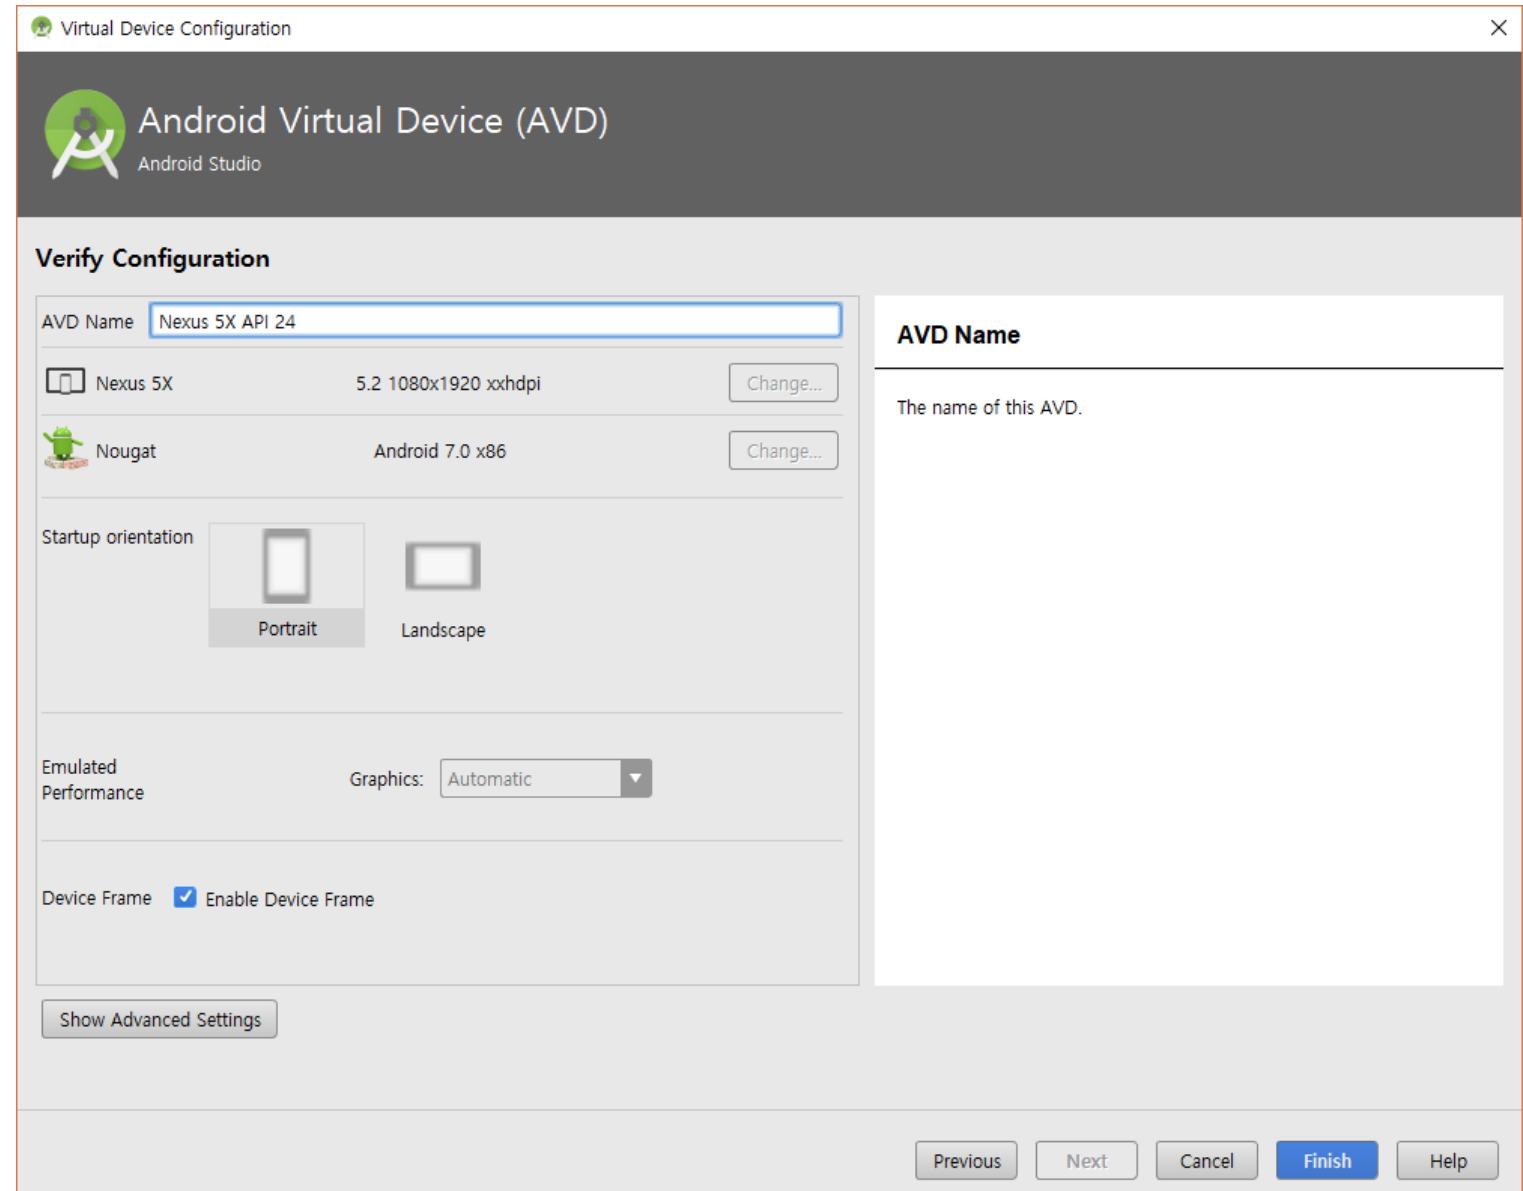 Virtual Device Configuration
Android Virtual Device (AVD)
Android Studio
Verify Configuration
AVD Name Nexus 5X API 24
Nexus 5X 5.2 1080x1920 xxhdpi Change...
Nougat Android 7.0 x86 Change...
Startup orientation
Portrait
Landscape
Emulated
Performance
Graphics: Automatic
Device Frame Enable Device Frame
Show Advanced Settings
AVD Name
The name of this AVD.
Previous Next Cancel Finish Help